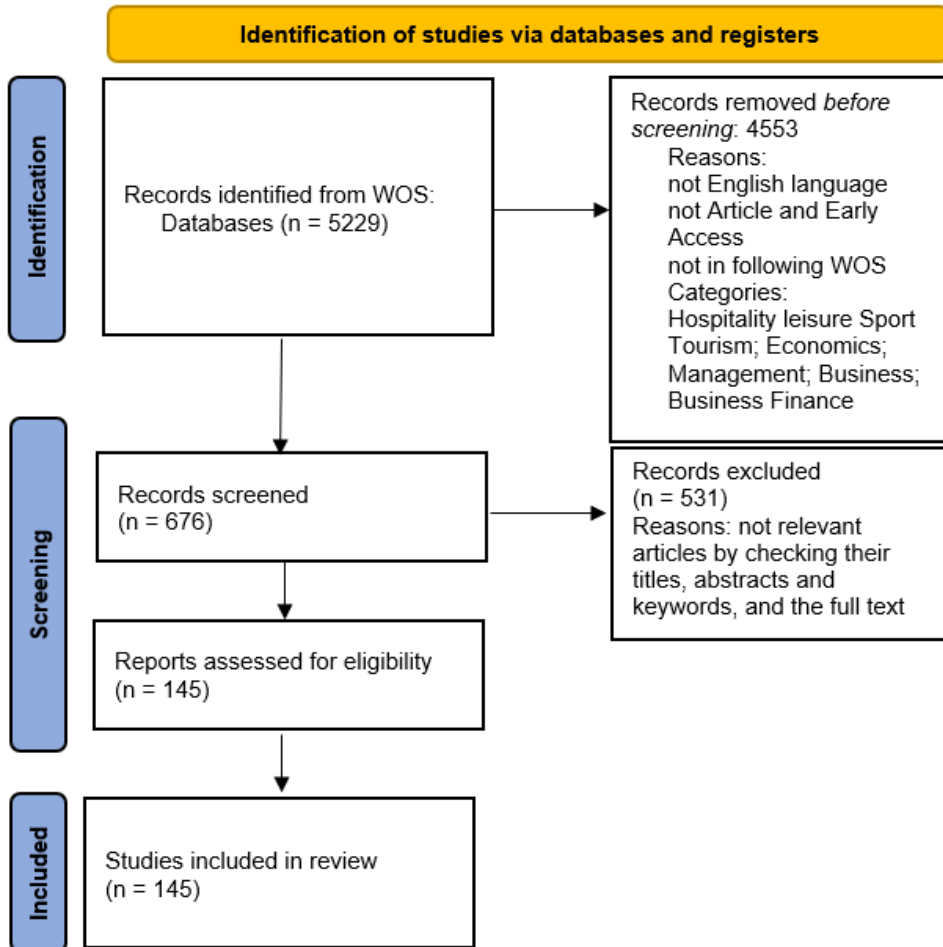 Identification of studies via databases and registers
Identification
Records identified from WOS:
Databases (n = 5229)
Records removed before
screening: 4553
Reasons:
not English language
not Article and Early
Access
not in following WOS
Categories:
Hospitality leisure Sport
Tourism; Economics;
Management; Business;
Business Finance
Screening
Records screened
(n = 676)
Records excluded
(n = 531)
Reasons: not relevant
articles by checking their
titles, abstracts and
keywords, and the full text
Reports assessed for eligibility
(n = 145)
Included
Studies included in review
(n = 145)